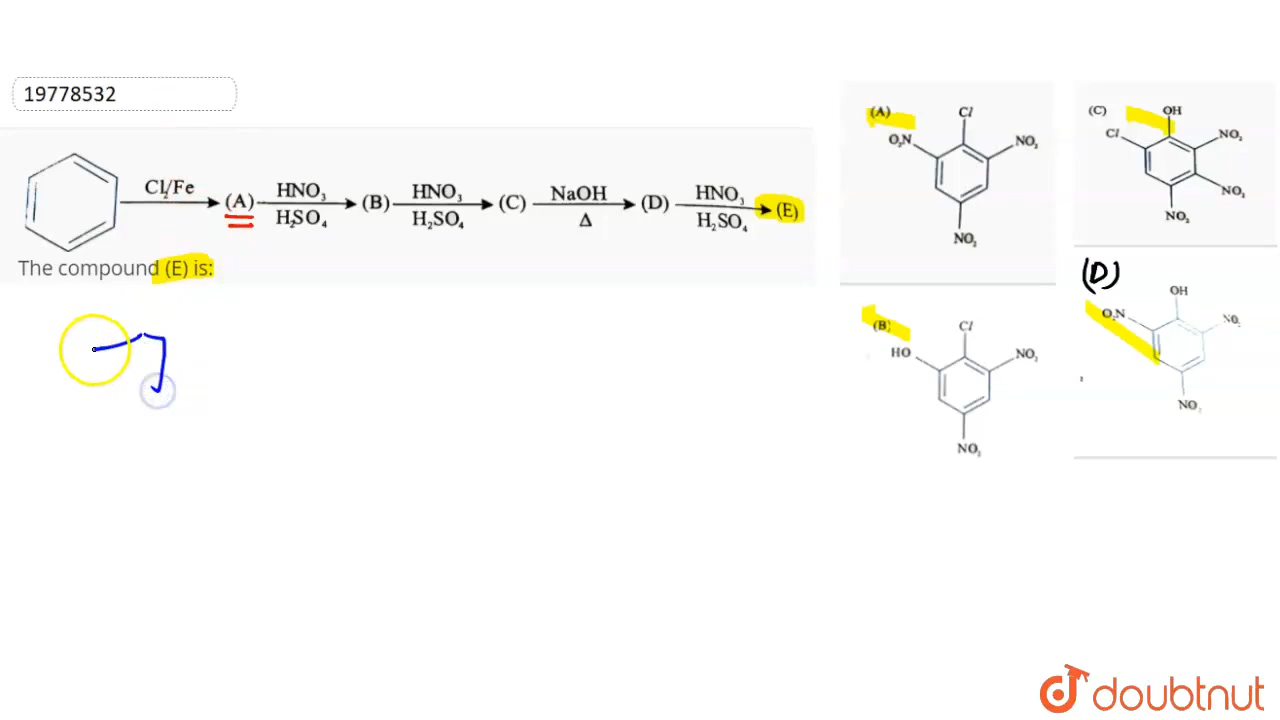 19778532
Cl₂/Fe (A) HNO₃ H₂SO₄ (B) HNO₃ H₂SO₄ (C) NaOH Δ (D) HNO₃ H₂SO₄ (E)
The compound (E) is:
(A)
Cl
O₂N NO₂
NO₂
(B)
Cl
HO NO₂
NO₂
(C)
OH
Cl NO₂
NO₂
NO₂
(D)
OH
O₂N NO₂
NO₂
doubtnut